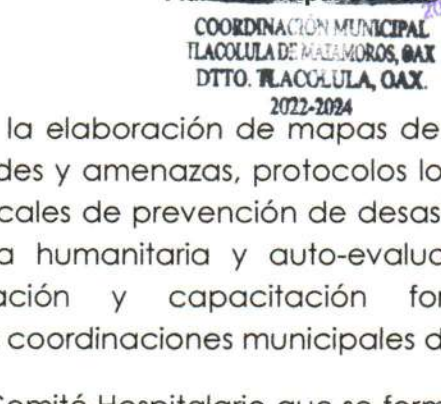 COORDINACIÓN MUNICIPAL
TLACOLULA DE MATAMOROS, OAX
DTTO. TLACOLULA, OAX.
2022-2024
la elaboración de mapas de
des y amenazas, protocolos lo
cales de prevención de desas
a humanitaria y auto-evaluc
ación y capacitación for
coordinaciones municipales d
Comité Hospitalario que se form